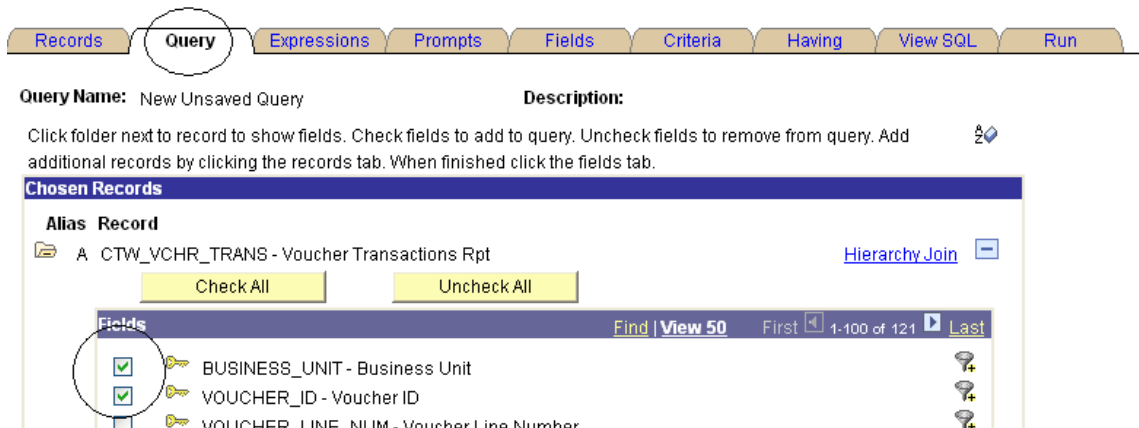 Records Query Expressions Prompts Fields Criteria Having View SQL Run
Query Name: New Unsaved Query Description:
Click folder next to record to show fields. Check fields to add to query. Uncheck fields to remove from query. Add
additional records by clicking the records tab. When finished click the fields tab.
Chosen Records
Alias Record
A CTW_VCHR_TRANS - Voucher Transactions Rpt Hierarchy Join
Check All Uncheck All
Fields Find | View 50 First 1-100 of 121 Last
BUSINESS_UNIT - Business Unit
VOUCHER_ID - Voucher ID
VOUCHER_LINE_NUM - Voucher Line Number